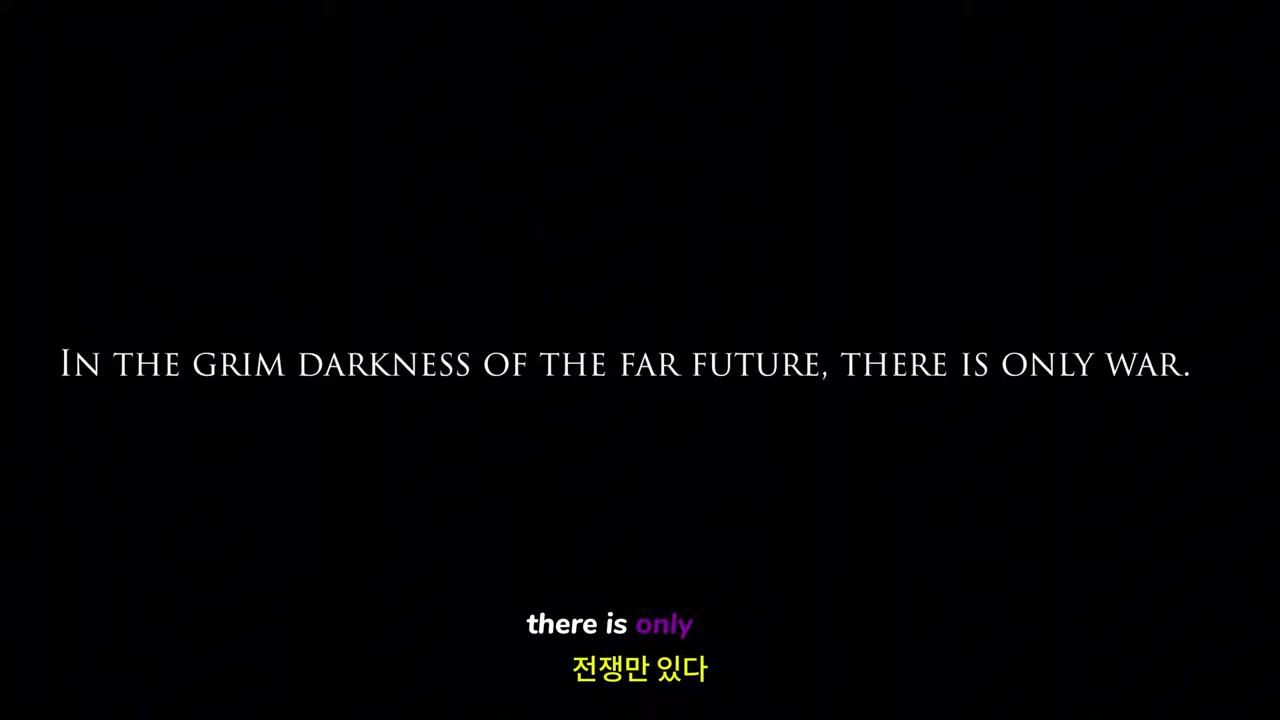 In the grim darkness of the far future, there is only war.
there is only
전쟁만 있다